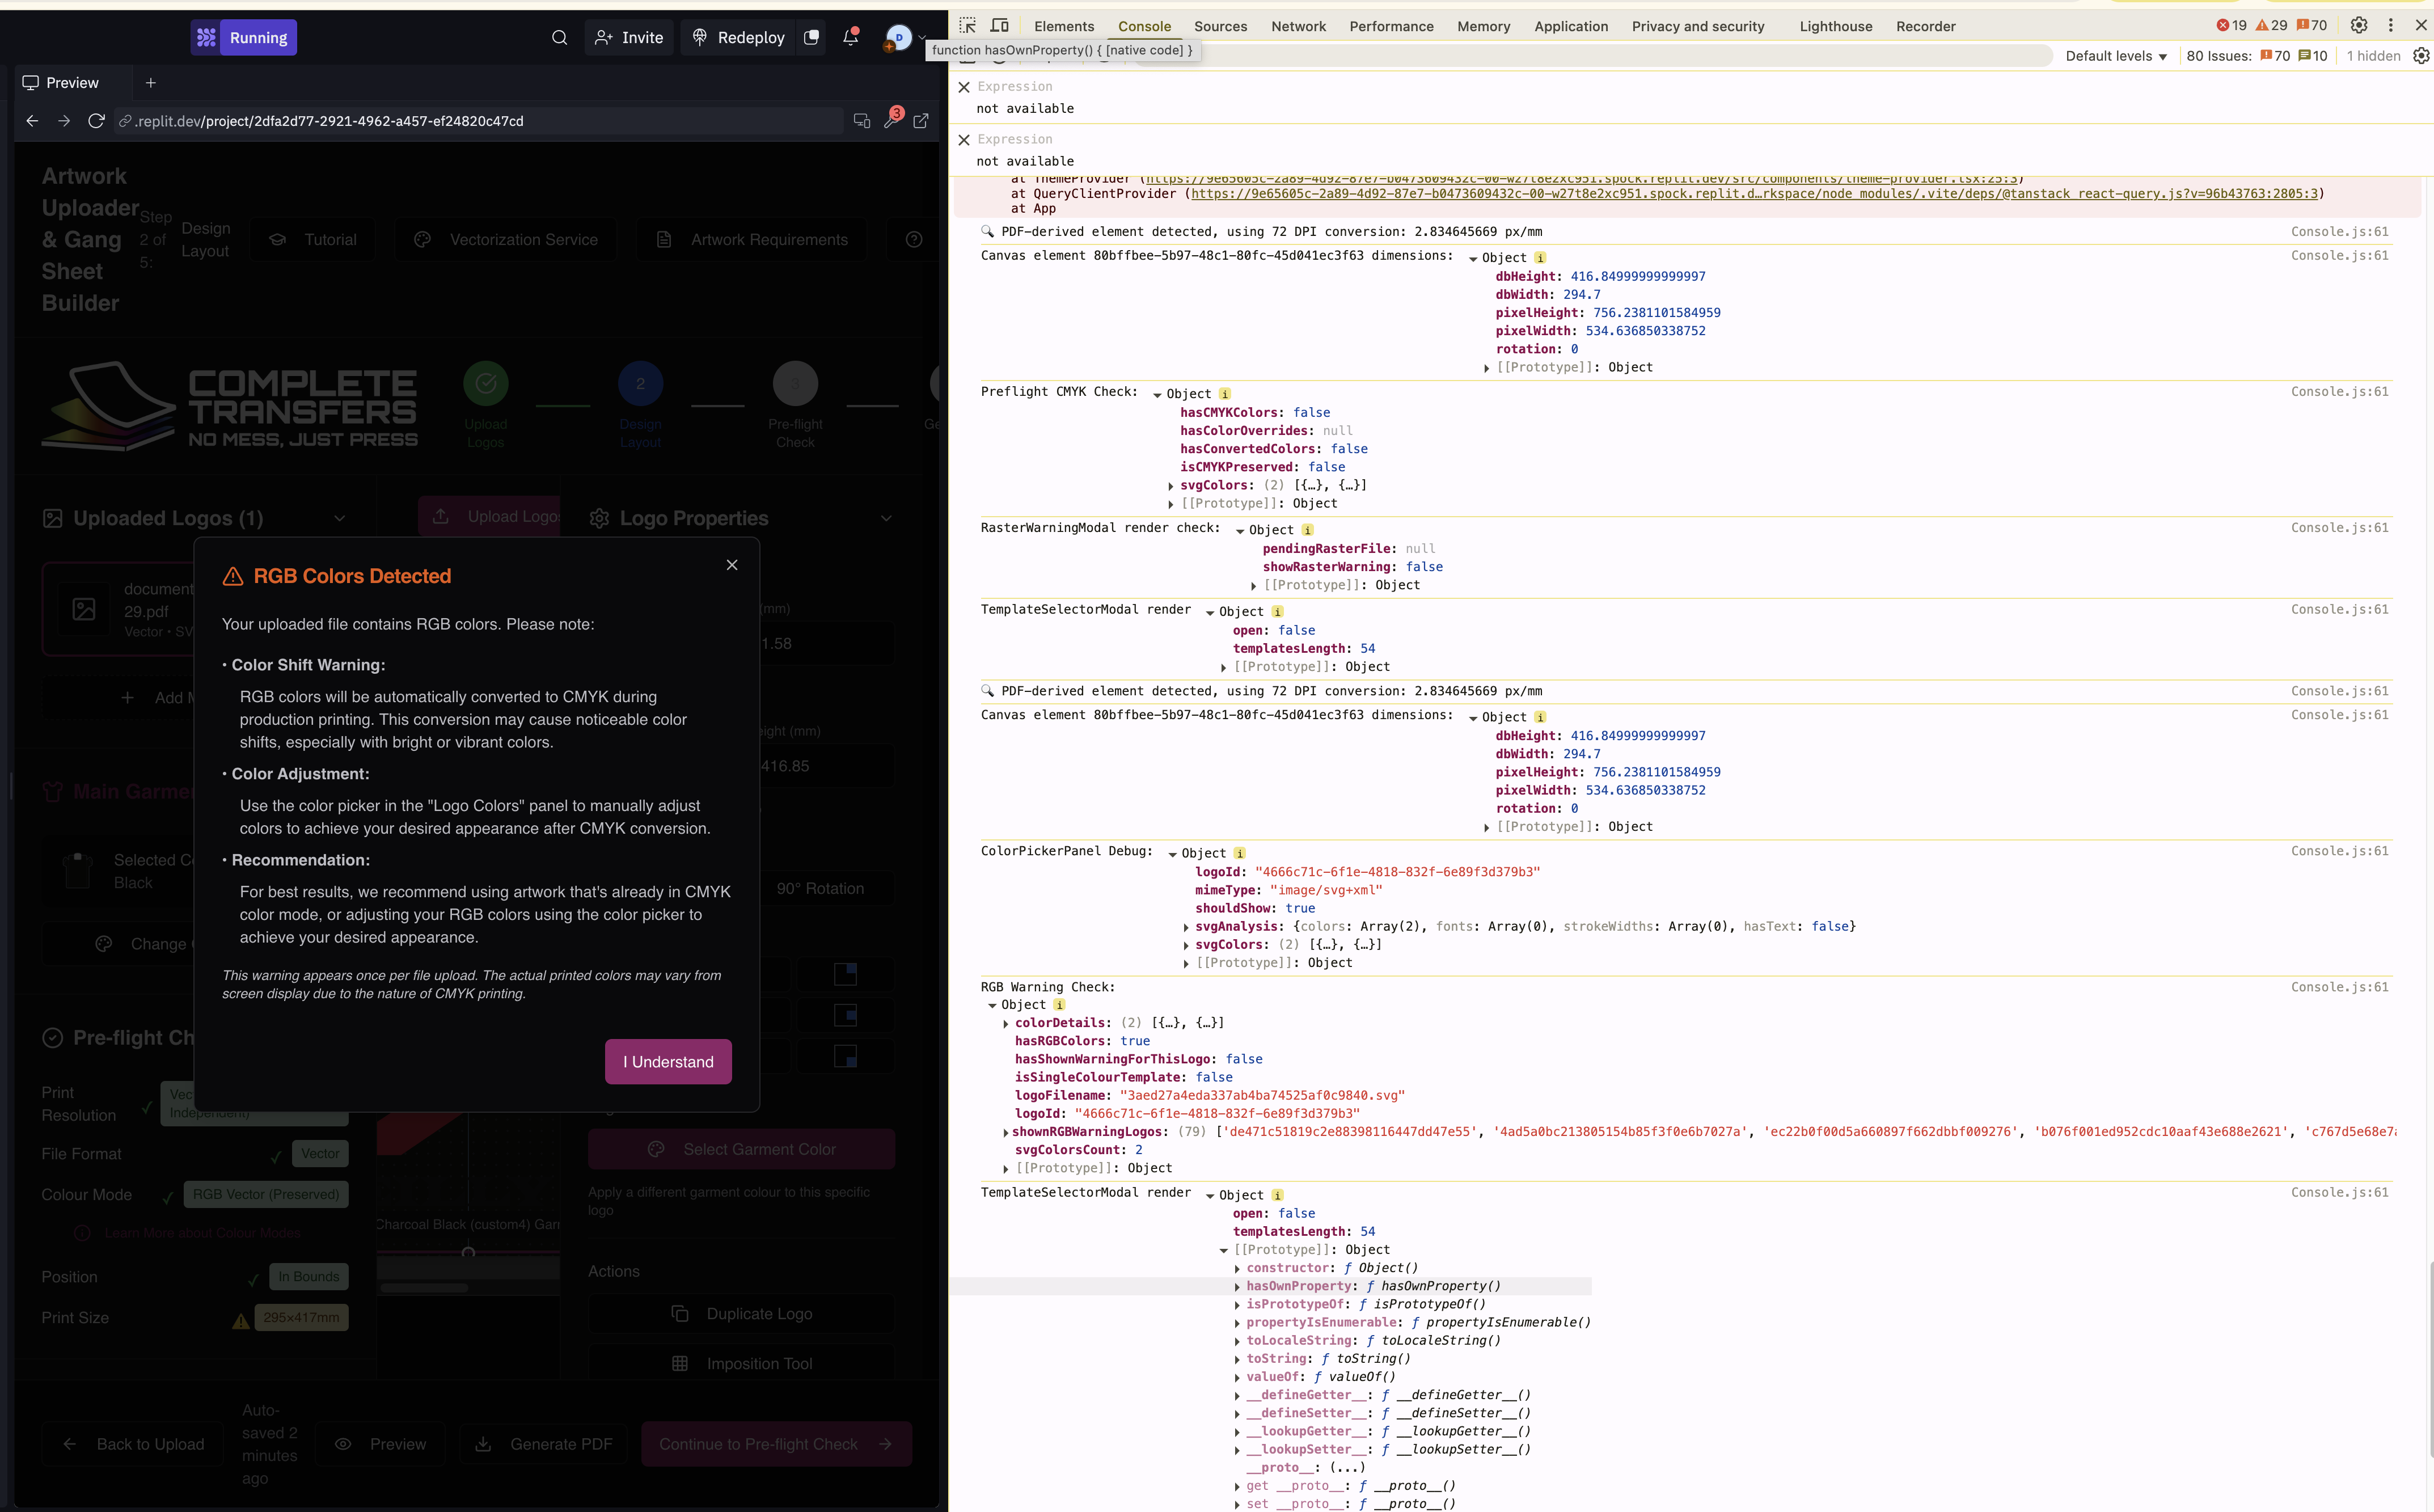 Running
Invite
Redeploy
D
Preview
.replit.dev/project/2dfa2d77-2921-4962-a457-ef24820c47cd
3
Artwork Uploader & Gang Sheet Builder
Step 2 of 5:
Design Layout
Tutorial
Vectorization Service
Artwork Requirements
COMPLETE
TRANSFERS
NO MESS, JUST PRESS
2
3
Upload Logos
Design Layout
Pre-flight Check
Uploaded Logos (1)
Upload Logos
Logo Properties
document
29.pdf
Vector • SV
(mm)
1.58
416.85
90° Rotation
Main Garme
Selected C
Black
Change
RGB Colors Detected
Your uploaded file contains RGB colors. Please note:
• Color Shift Warning:
RGB colors will be automatically converted to CMYK during
production printing. This conversion may cause noticeable color
shifts, especially with bright or vibrant colors.
• Color Adjustment:
Use the color picker in the "Logo Colors" panel to manually adjust
colors to achieve your desired appearance after CMYK conversion.
• Recommendation:
For best results, we recommend using artwork that's already in CMYK
color mode, or adjusting your RGB colors using the color picker to
achieve your desired appearance.
This warning appears once per file upload. The actual printed colors may vary from
screen display due to the nature of CMYK printing.
I Understand
Pre-flight Ch
Print Resolution
Vec
Independent)
File Format
Vector
Colour Mode
RGB Vector (Preserved)
Learn More about Colour Modes
Position
In Bounds
Print Size
295×417mm
Charcoal Black (custom4) Garm
Select Garment Color
Apply a different garment colour to this specific
logo
Actions
Duplicate Logo
Imposition Tool
Back to Upload
Auto-saved 2 minutes ago
Preview
Generate PDF
Continue to Pre-flight Check
Elements
Console
Sources
Network
Performance
Memory
Application
Privacy and security
Lighthouse
Recorder
19
29
70
function hasOwnProperty() { [native code] }
Default levels
80 Issues: 70 10
1 hidden
Expression
not available
Expression
not available
at ThemeProvider (https://9e65605c-2a89-4d92-87e7-b0473609432c-00-w27t8e2xc951.spock.replit.dev/src/components/theme-provider.tsx:25:3)
at QueryClientProvider (https://9e65605c-2a89-4d92-87e7-b0473609432c-00-w27t8e2xc951.spock.replit.d…rkspace/node_modules/.vite/deps/@tanstack_react-query.js?v=96b43763:2805:3)
at App
🔍 PDF-derived element detected, using 72 DPI conversion: 2.834645669 px/mm Console.js:61
Canvas element 80bffbee-5b97-48c1-80fc-45d041ec3f63 dimensions: Object Console.js:61
dbHeight: 416.84999999999997
dbWidth: 294.7
pixelHeight: 756.2381101584959
pixelWidth: 534.636850338752
rotation: 0
[[Prototype]]: Object
Preflight CMYK Check: Object Console.js:61
hasCMYKColors: false
hasColorOverrides: null
hasConvertedColors: false
isCMYKPreserved: false
svgColors: (2) [{…}, {…}]
[[Prototype]]: Object
RasterWarningModal render check: Object Console.js:61
pendingRasterFile: null
showRasterWarning: false
[[Prototype]]: Object
TemplateSelectorModal render Object Console.js:61
open: false
templatesLength: 54
[[Prototype]]: Object
🔍 PDF-derived element detected, using 72 DPI conversion: 2.834645669 px/mm Console.js:61
Canvas element 80bffbee-5b97-48c1-80fc-45d041ec3f63 dimensions: Object Console.js:61
dbHeight: 416.84999999999997
dbWidth: 294.7
pixelHeight: 756.2381101584959
pixelWidth: 534.636850338752
rotation: 0
[[Prototype]]: Object
ColorPickerPanel Debug: Object Console.js:61
logoId: "4666c71c-6f1e-4818-832f-6e89f3d379b3"
mimeType: "image/svg+xml"
shouldShow: true
svgAnalysis: {colors: Array(2), fonts: Array(0), strokeWidths: Array(0), hasText: false}
svgColors: (2) [{…}, {…}]
[[Prototype]]: Object
RGB Warning Check: Console.js:61
Object
colorDetails: (2) [{…}, {…}]
hasRGBColors: true
hasShownWarningForThisLogo: false
isSingleColourTemplate: false
logoFilename: "3aed27a4eda337ab4ba74525af0c9840.svg"
logoId: "4666c71c-6f1e-4818-832f-6e89f3d379b3"
shownRGBWarningLogos: (79) ['de471c51819c2e88398116447dd47e55', '4ad5a0bc213805154b85f3f0e6b7027a', 'ec22b0f00d5a660897f662dbbf009276', 'b076f001ed952cdc10aaf43e688e2621', 'c767d5e68e7a
svgColorsCount: 2
[[Prototype]]: Object
TemplateSelectorModal render Object Console.js:61
open: false
templatesLength: 54
[[Prototype]]: Object
constructor: ƒ Object()
hasOwnProperty: ƒ hasOwnProperty()
isPrototypeOf: ƒ isPrototypeOf()
propertyIsEnumerable: ƒ propertyIsEnumerable()
toLocaleString: ƒ toLocaleString()
toString: ƒ toString()
valueOf: ƒ valueOf()
__defineGetter__: ƒ __defineGetter__()
__defineSetter__: ƒ __defineSetter__()
__lookupGetter__: ƒ __lookupGetter__()
__lookupSetter__: ƒ __lookupSetter__()
__proto__: (...)
get __proto__: ƒ __proto__()
set __proto__: ƒ __proto__()